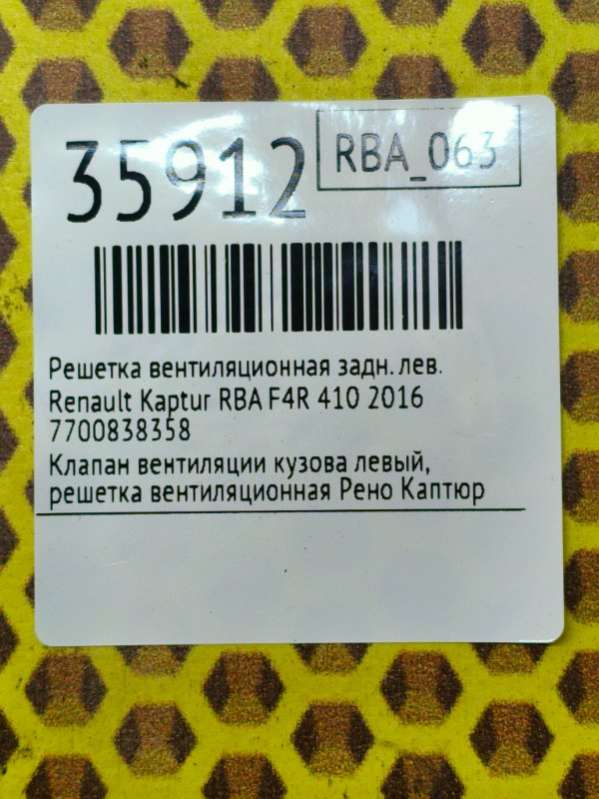 35912
RBA_063
Решетка вентиляционная задн. лев.
Renault Kaptur RBA F4R 410 2016
7700838358
Клапан вентиляции кузова левый,
решетка вентиляционная Рено Каптюр